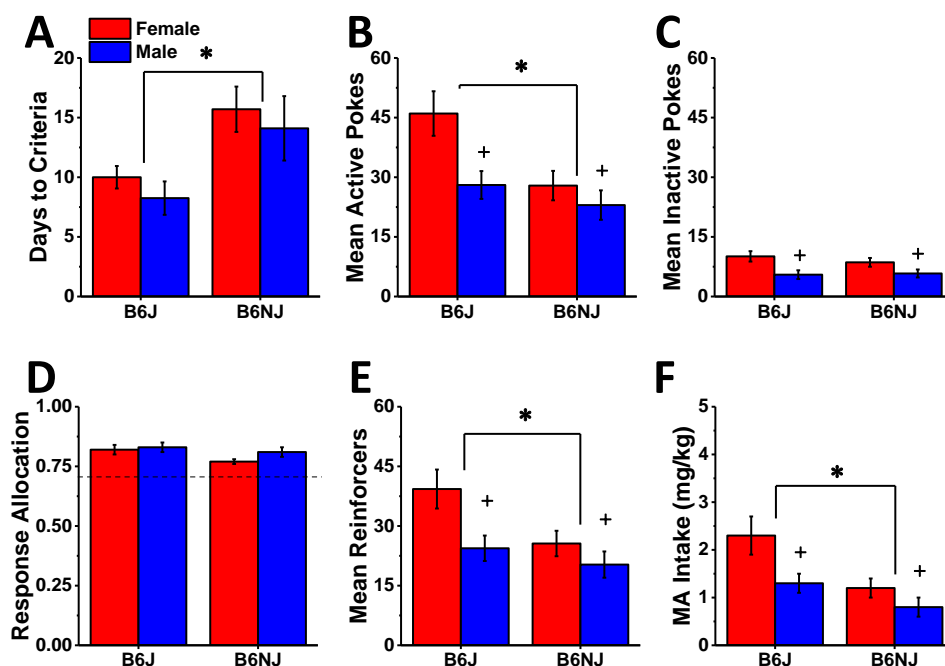 A
Female
Male
*
Days to Criteria
20
15
10
5
0
B6J
B6NJ
B
*
+
+
Mean Active Pokes
60
45
30
15
0
B6J
B6NJ
C
+
+
Mean Inactive Pokes
60
45
30
15
0
B6J
B6NJ
D
Response Allocation
1.00
0.75
0.50
0.25
0.00
B6J
B6NJ
E
*
+
+
Mean Reinforcers
60
45
30
15
0
B6J
B6NJ
F
*
+
+
MA Intake (mg/kg)
5
4
3
2
1
0
B6J
B6NJ